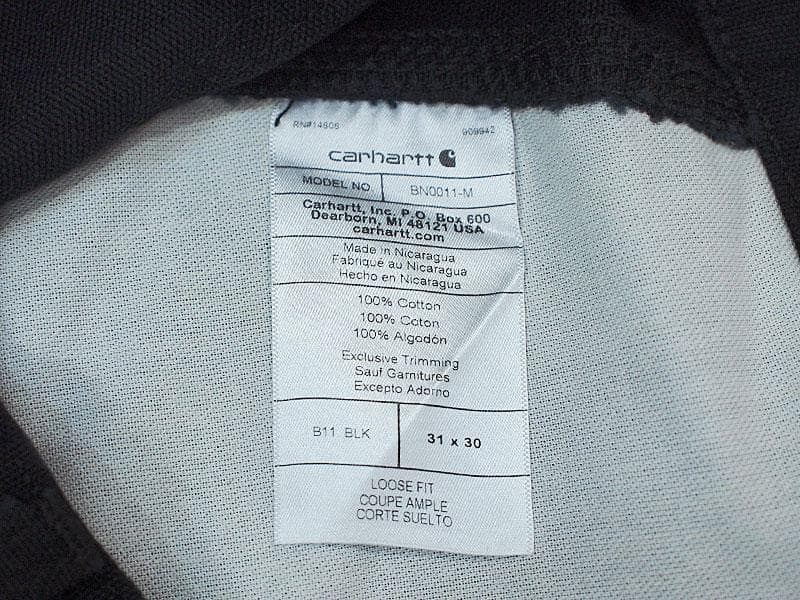 RN#14806 909942
carhartt
MODEL NO BN0011-M
Carhartt, Inc. P.O. Box 600
Dearborn, MI 48121 USA
carhartt.com
Made in Nicaragua
Fabriqué au Nicaragua
Hecho en Nicaragua
100% Cotton
100% Coton
100% Algodón
Exclusive Trimming
Sauf Garnitures
Excepto Adorno
B11 BLK 31 x 30
LOOSE FIT
COUPE AMPLE
CORTE SUELTO